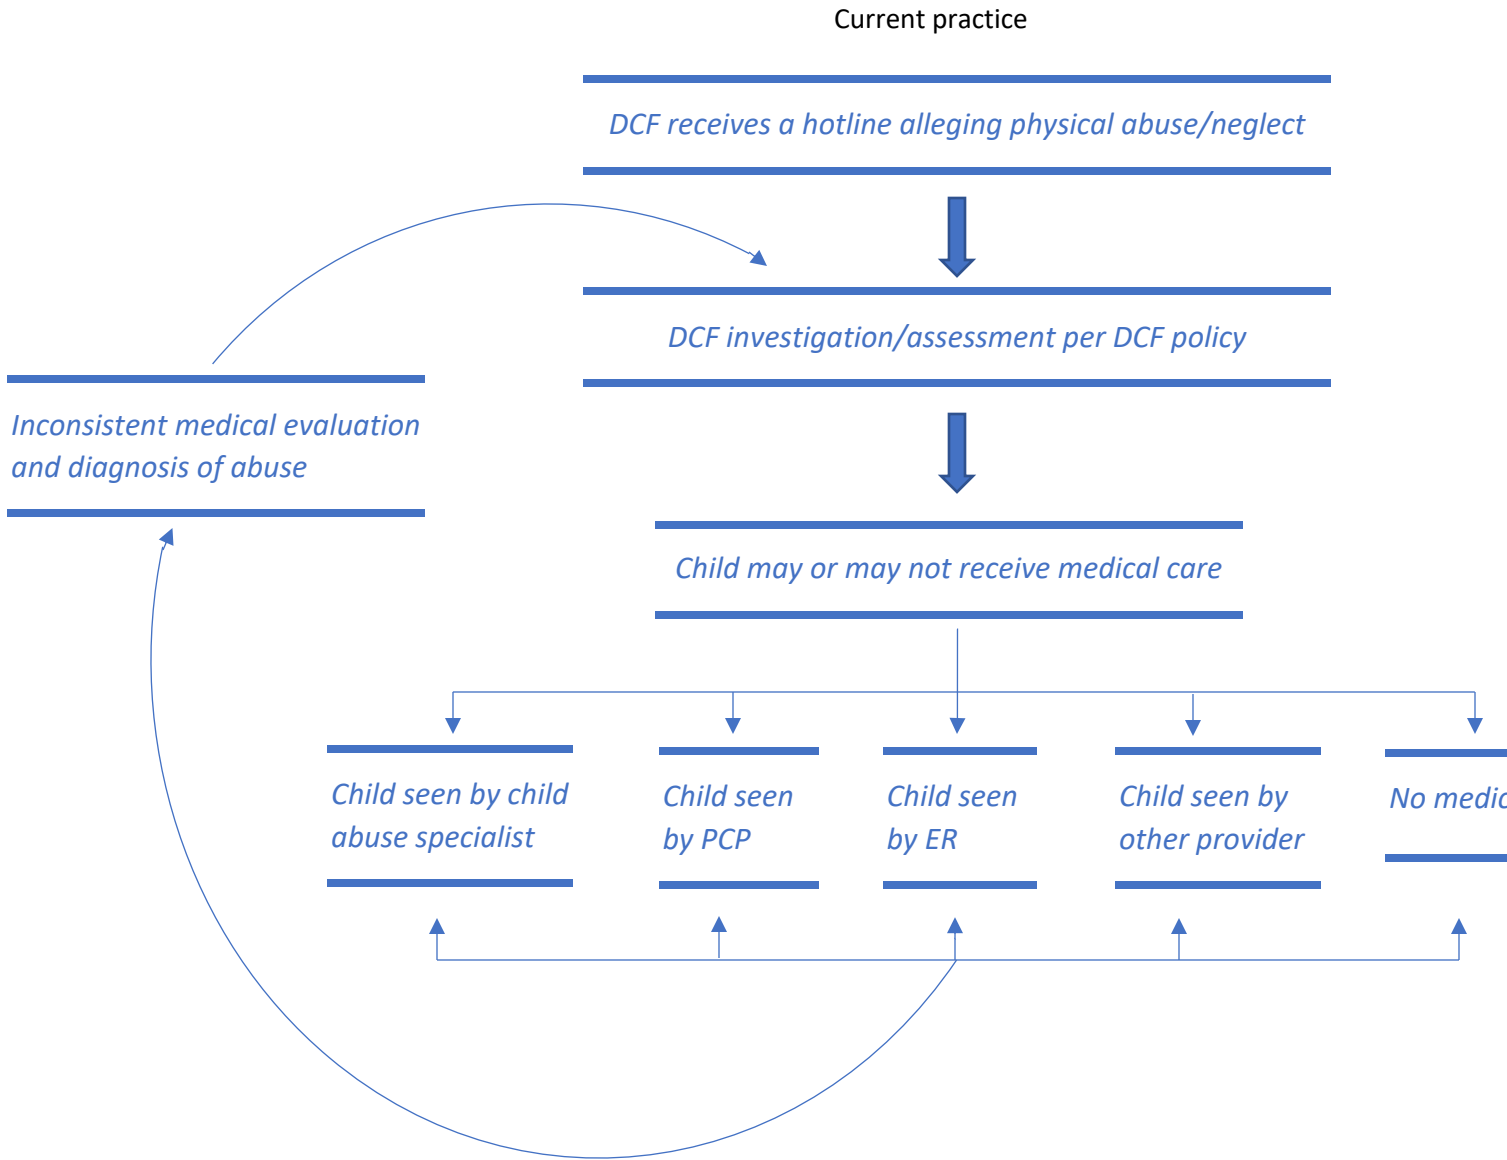 Current practice
DCF receives a hotline alleging physical abuse/neglect
DCF investigation/assessment per DCF policy
Inconsistent medical evaluation
and diagnosis of abuse
Child may or may not receive medical care
Child seen by child
abuse specialist
Child seen
by PCP
Child seen
by ER
Child seen by
other provider
No